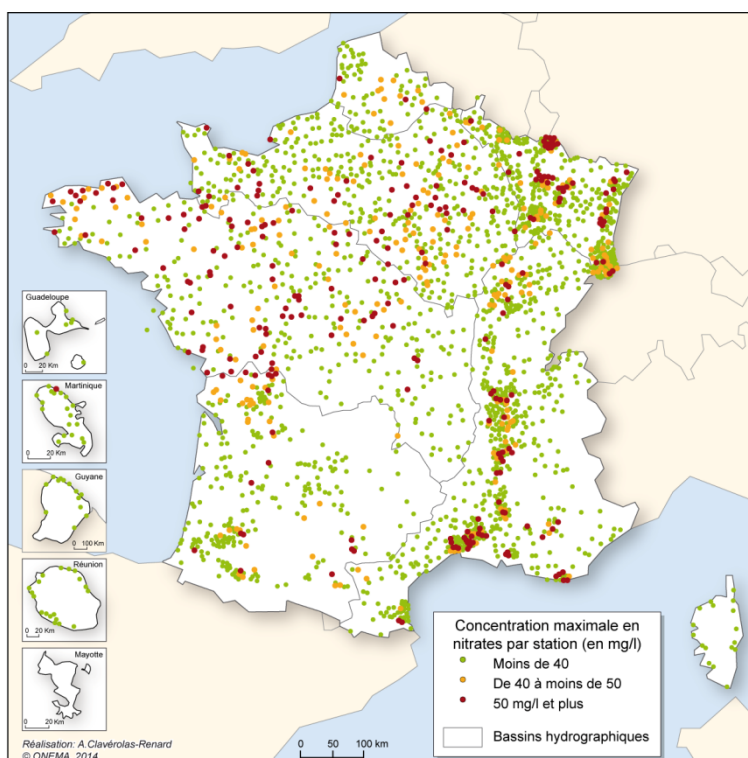 Guadeloupe
0 20 Km
Martinique
0 20 Km
Guyane
0 100 Km
Réunion
0 20 Km
Mayotte
0 20 Km
Concentration maximale en
nitrates par station (en mg/l)
Moins de 40
De 40 à moins de 50
50 mg/l et plus
Bassins hydrographiques
Réalisation: A.Clavérolas-Renard
© ONEMA, 2014
0 50 100 km